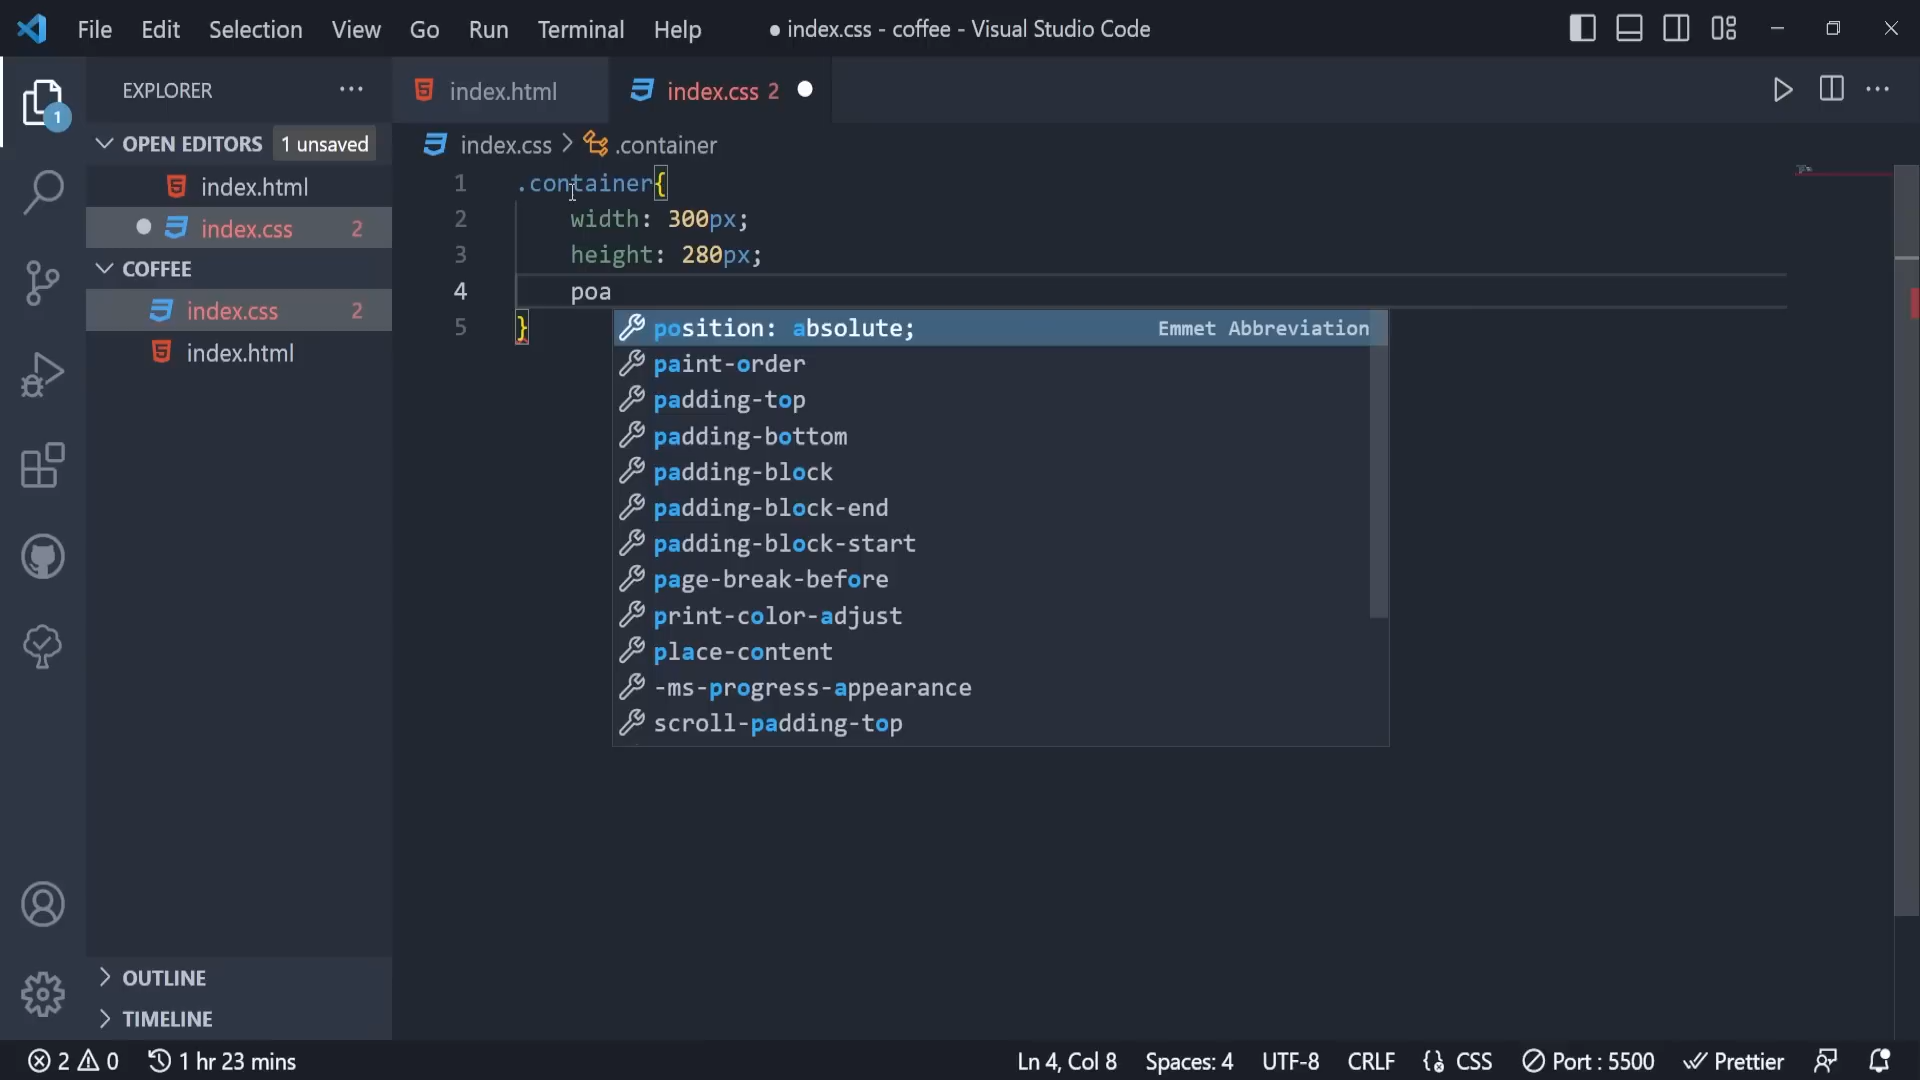 File Edit Selection View Go Run Terminal Help ● index.css - coffee - Visual Studio Code
EXPLORER ···
1
OPEN EDITORS 1 unsaved
index.html
index.css 2
COFFEE
index.css 2
index.html
OUTLINE
TIMELINE
index.html index.css 2
index.css > .container
1 .container{
2 width: 300px;
3 height: 280px;
4 poa
5 }
position: absolute; Emmet Abbreviation
paint-order
padding-top
padding-bottom
padding-block
padding-block-end
padding-block-start
page-break-before
print-color-adjust
place-content
-ms-progress-appearance
scroll-padding-top
2 0 1 hr 23 mins Ln 4, Col 8 Spaces: 4 UTF-8 CRLF {} CSS Port : 5500 Prettier